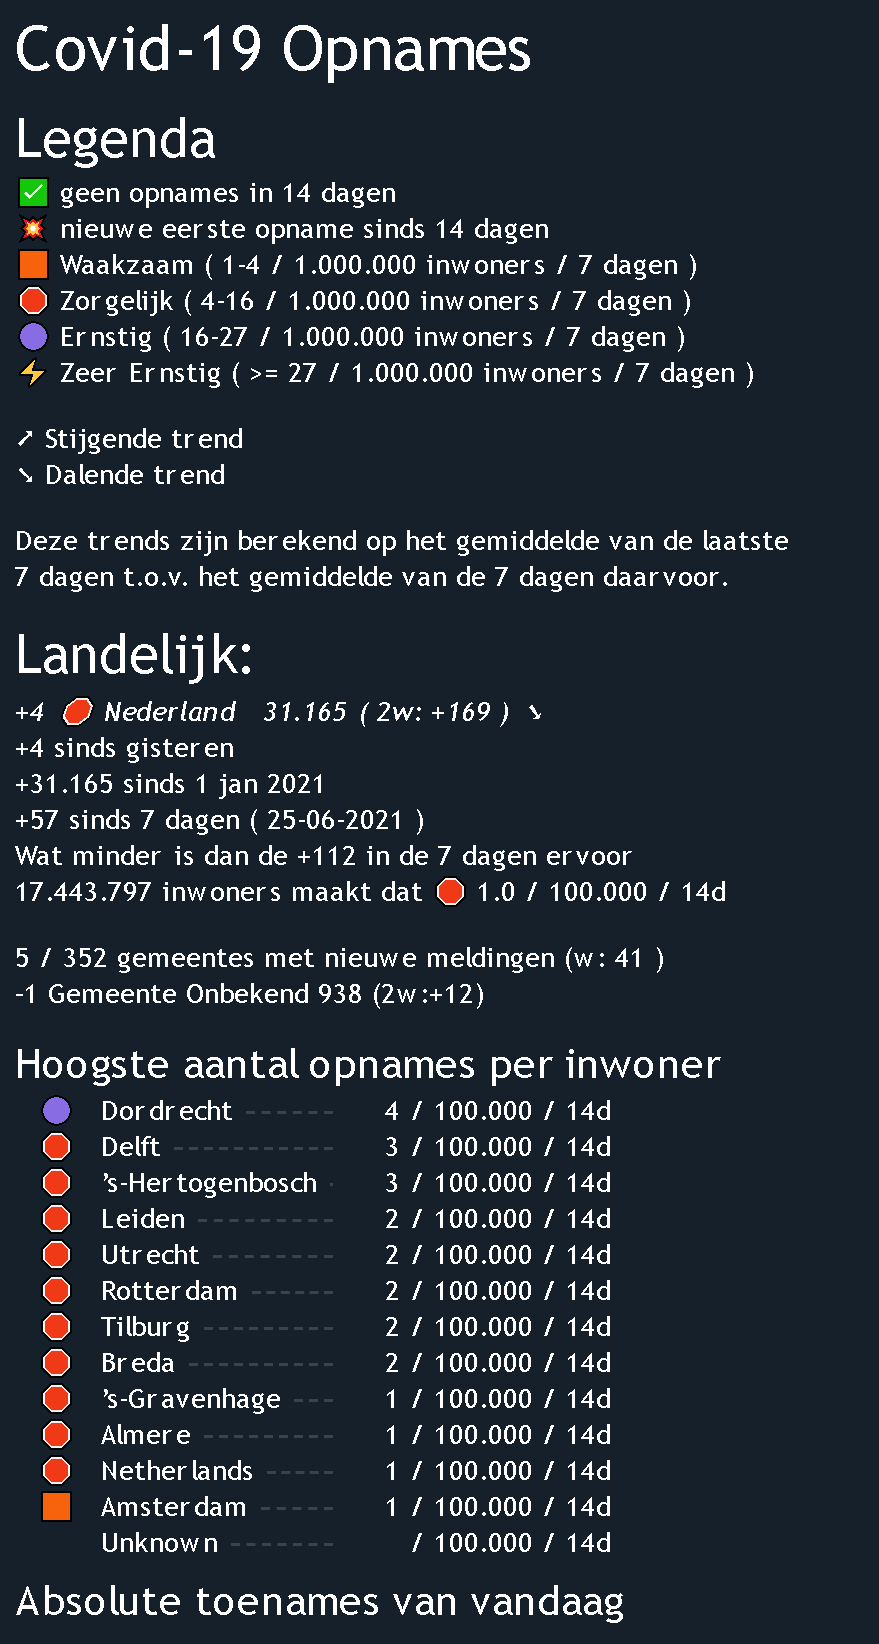 Covid-19 Opnames
Legenda
✅ geen opnames in 14 dagen
💥 nieuwe eerste opname sinds 14 dagen
🟧 Waakzaam ( 1-4 / 1.000.000 inwoners / 7 dagen )
🛑 Zorgelijk ( 4-16 / 1.000.000 inwoners / 7 dagen )
🟣 Ernstig ( 16-27 / 1.000.000 inwoners / 7 dagen )
⚡ Zeer Ernstig ( >= 27 / 1.000.000 inwoners / 7 dagen )
➚ Stijgende trend
➘ Dalende trend
Deze trends zijn berekend op het gemiddelde van de laatste
7 dagen t.o.v. het gemiddelde van de 7 dagen daarvoor.
Landelijk:
+4 🛑 Nederland 31.165 ( 2w: +169 ) ➘
+4 sinds gisteren
+31.165 sinds 1 jan 2021
+57 sinds 7 dagen ( 25-06-2021 )
Wat minder is dan de +112 in de 7 dagen ervoor
17.443.797 inwoners maakt dat 🛑 1.0 / 100.000 / 14d
5 / 352 gemeentes met nieuwe meldingen (w: 41 )
-1 Gemeente Onbekend 938 (2w:+12)
Hoogste aantal opnames per inwoner
🟣 Dordrecht ------ 4 / 100.000 / 14d
🛑 Delft ----------- 3 / 100.000 / 14d
🛑 's-Hertogenbosch - 3 / 100.000 / 14d
🛑 Leiden --------- 2 / 100.000 / 14d
🛑 Utrecht -------- 2 / 100.000 / 14d
🛑 Rotterdam ------ 2 / 100.000 / 14d
🛑 Tilburg --------- 2 / 100.000 / 14d
🛑 Breda ---------- 2 / 100.000 / 14d
🛑 's-Gravenhage --- 1 / 100.000 / 14d
🛑 Almere --------- 1 / 100.000 / 14d
🛑 Netherlands ----- 1 / 100.000 / 14d
🟧 Amsterdam ----- 1 / 100.000 / 14d
Unknown ------- / 100.000 / 14d
Absolute toenames van vandaag